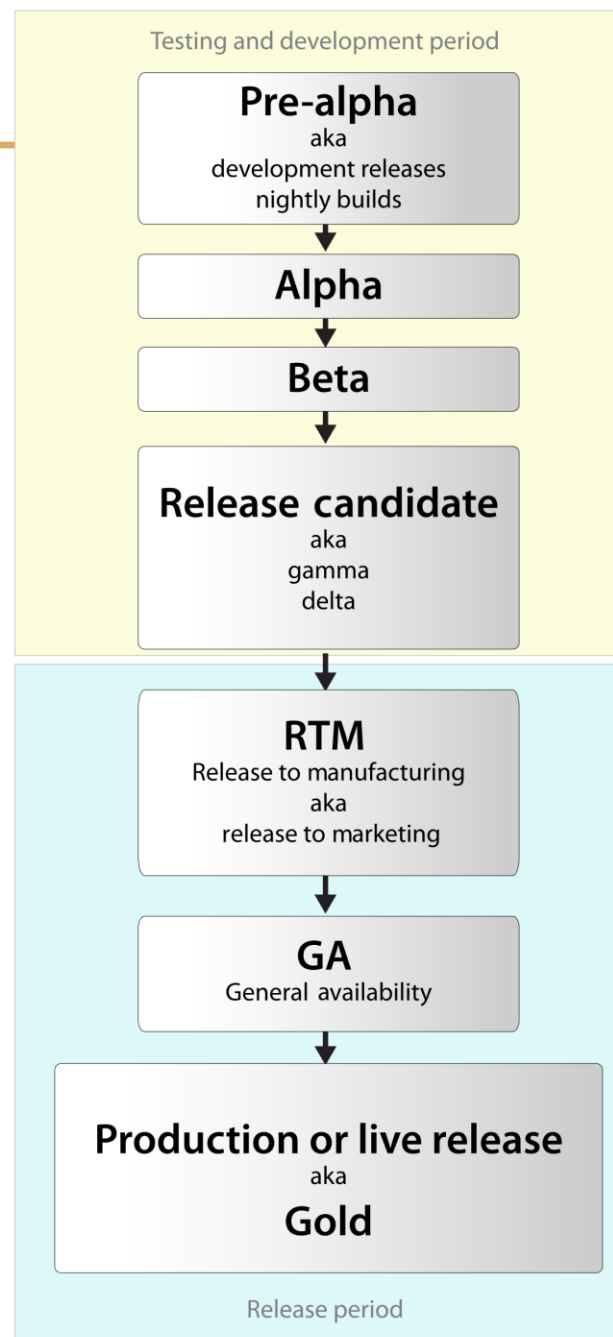 Testing and development period
Pre-alpha
aka
development releases
nightly builds
Alpha
Beta
Release candidate
aka
gamma
delta
RTM
Release to manufacturing
aka
release to marketing
GA
General availability
Production or live release
aka
Gold
Release period